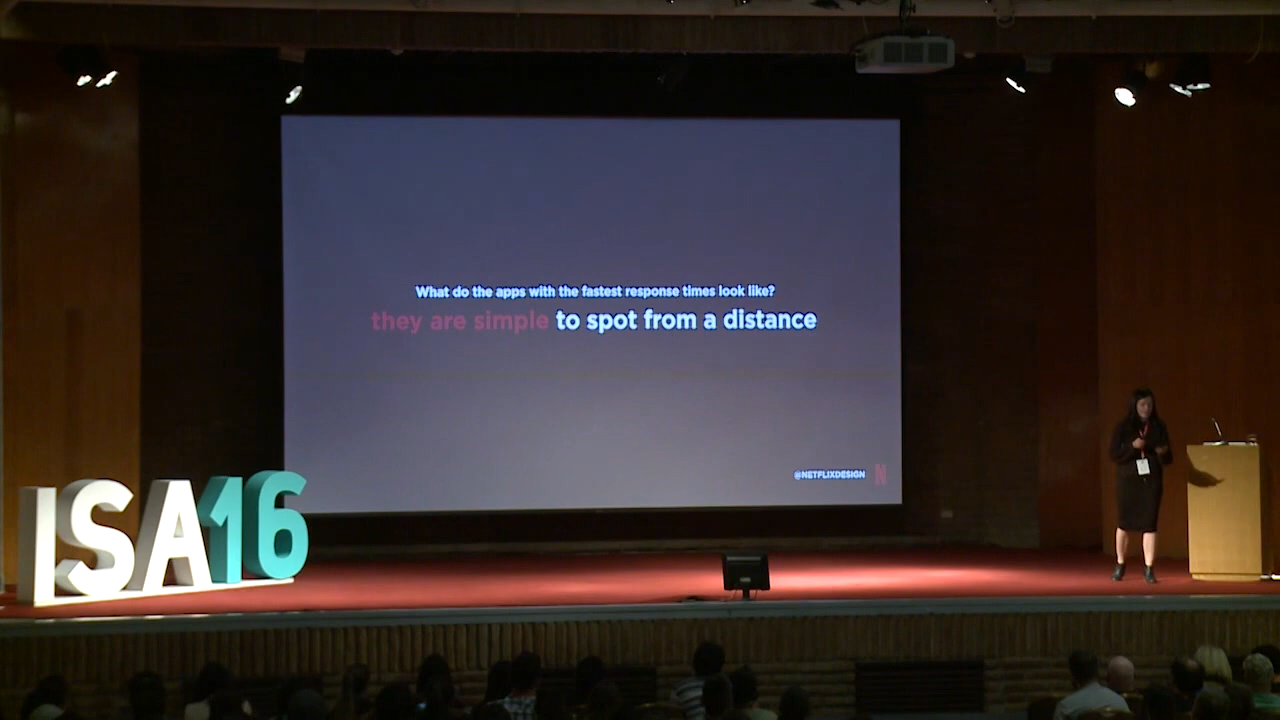 What do the apps with the fastest response times look like?
they are simple to spot from a distance
@NETFLIXDESIGN N
ISA16